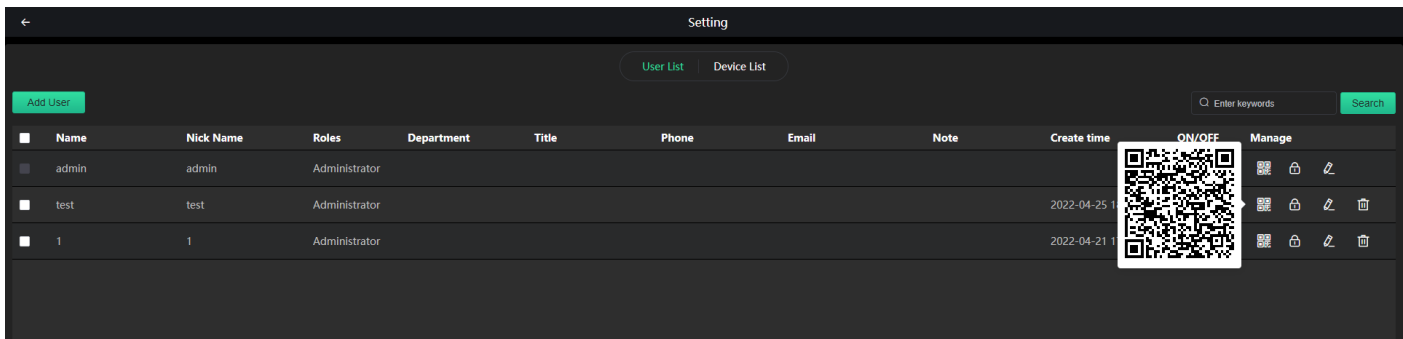 Setting
User List Device List
Add User Enter keywords Search
Name Nick Name Roles Department Title Phone Email Note Create time ON/OFF Manage
admin admin Administrator
test test Administrator 2022-04-25 1
1 1 Administrator 2022-04-21 1